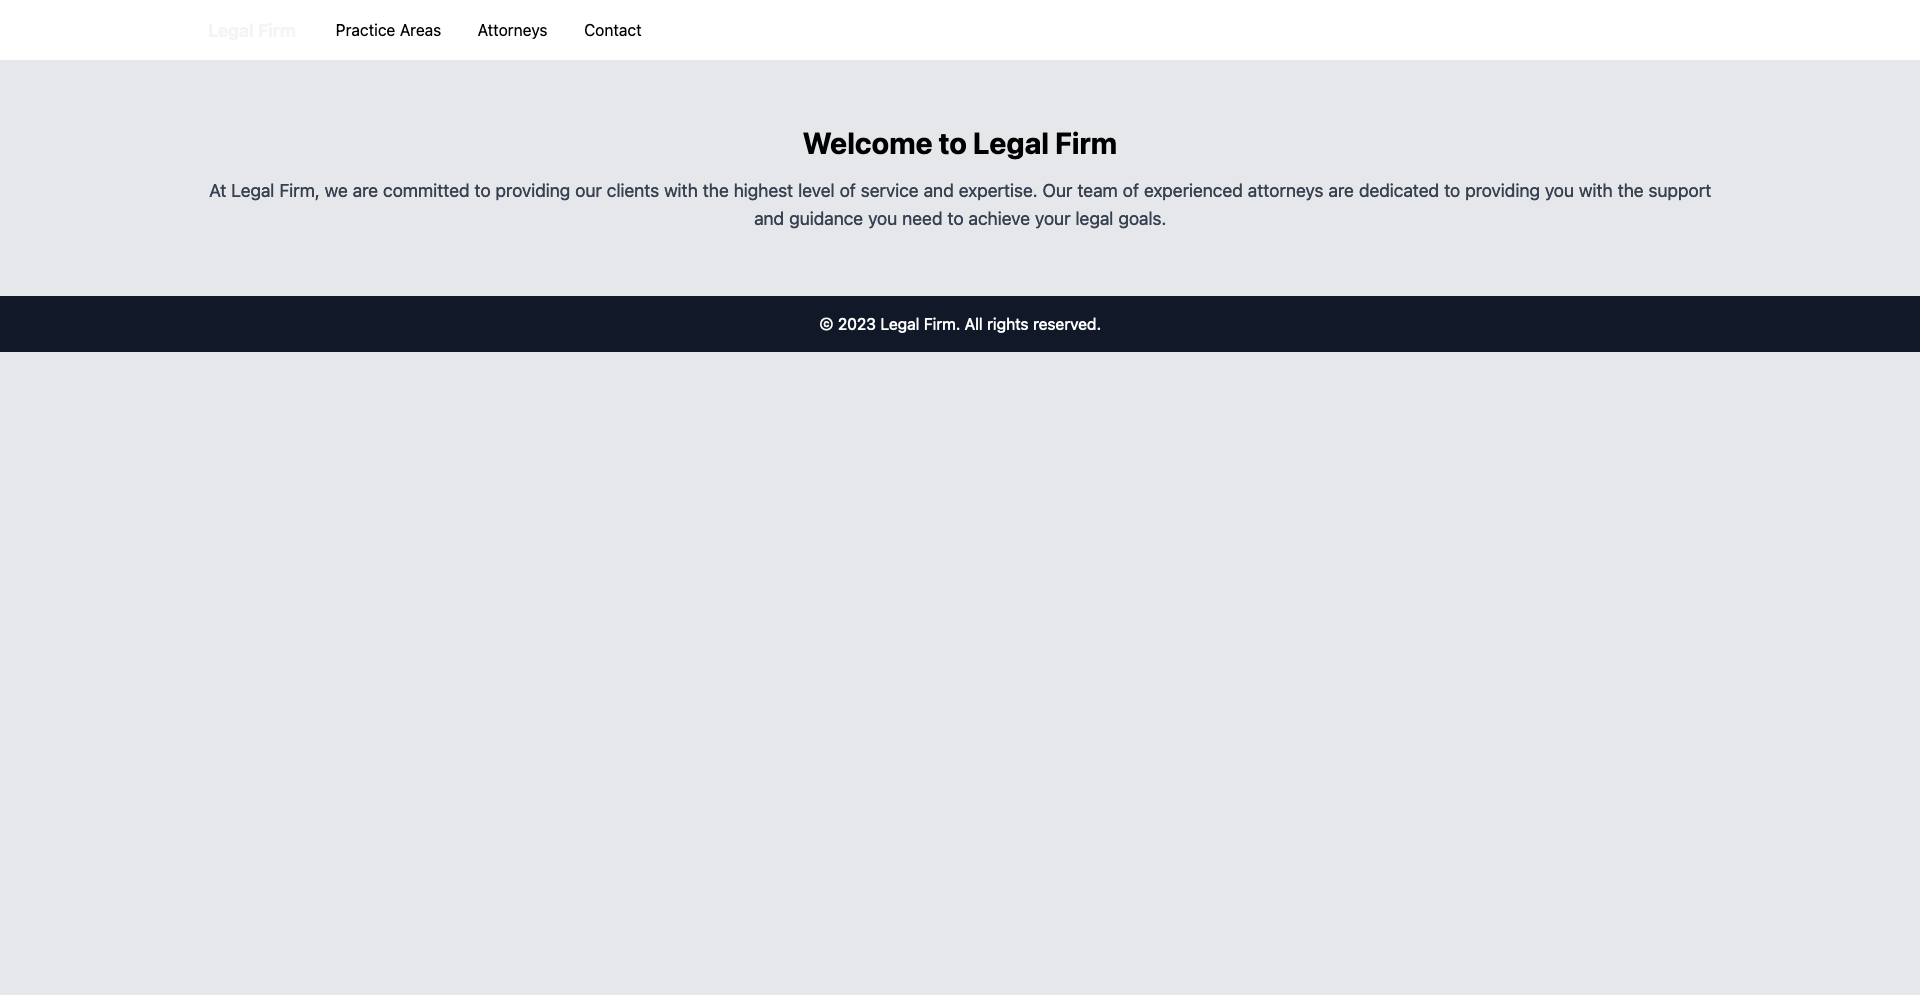 Legal Firm Practice Areas Attorneys Contact
Welcome to Legal Firm
At Legal Firm, we are committed to providing our clients with the highest level of service and expertise. Our team of experienced attorneys are dedicated to providing you with the support
and guidance you need to achieve your legal goals.
© 2023 Legal Firm. All rights reserved.